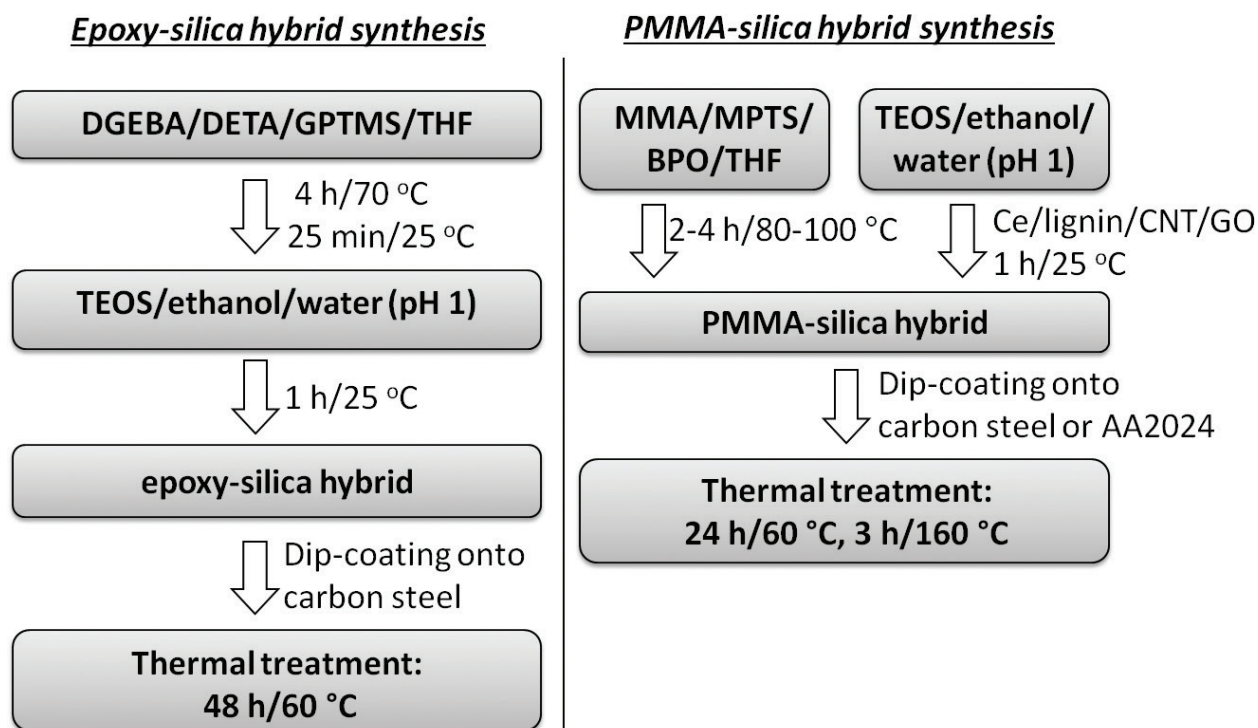 Epoxy-silica hybrid synthesis
DGEBA/DETA/GPTMS/THF
4 h/70 °C
25 min/25 °C
TEOS/ethanol/water (pH 1)
1 h/25 °C
epoxy-silica hybrid
Dip-coating onto
carbon steel
Thermal treatment:
48 h/60 °C
PMMA-silica hybrid synthesis
MMA/MPTS/
BPO/THF
TEOS/ethanol/
water (pH 1)
2-4 h/80-100 °C
Ce/lignin/CNT/GO
1 h/25 °C
PMMA-silica hybrid
Dip-coating onto
carbon steel or AA2024
Thermal treatment:
24 h/60 °C, 3 h/160 °C